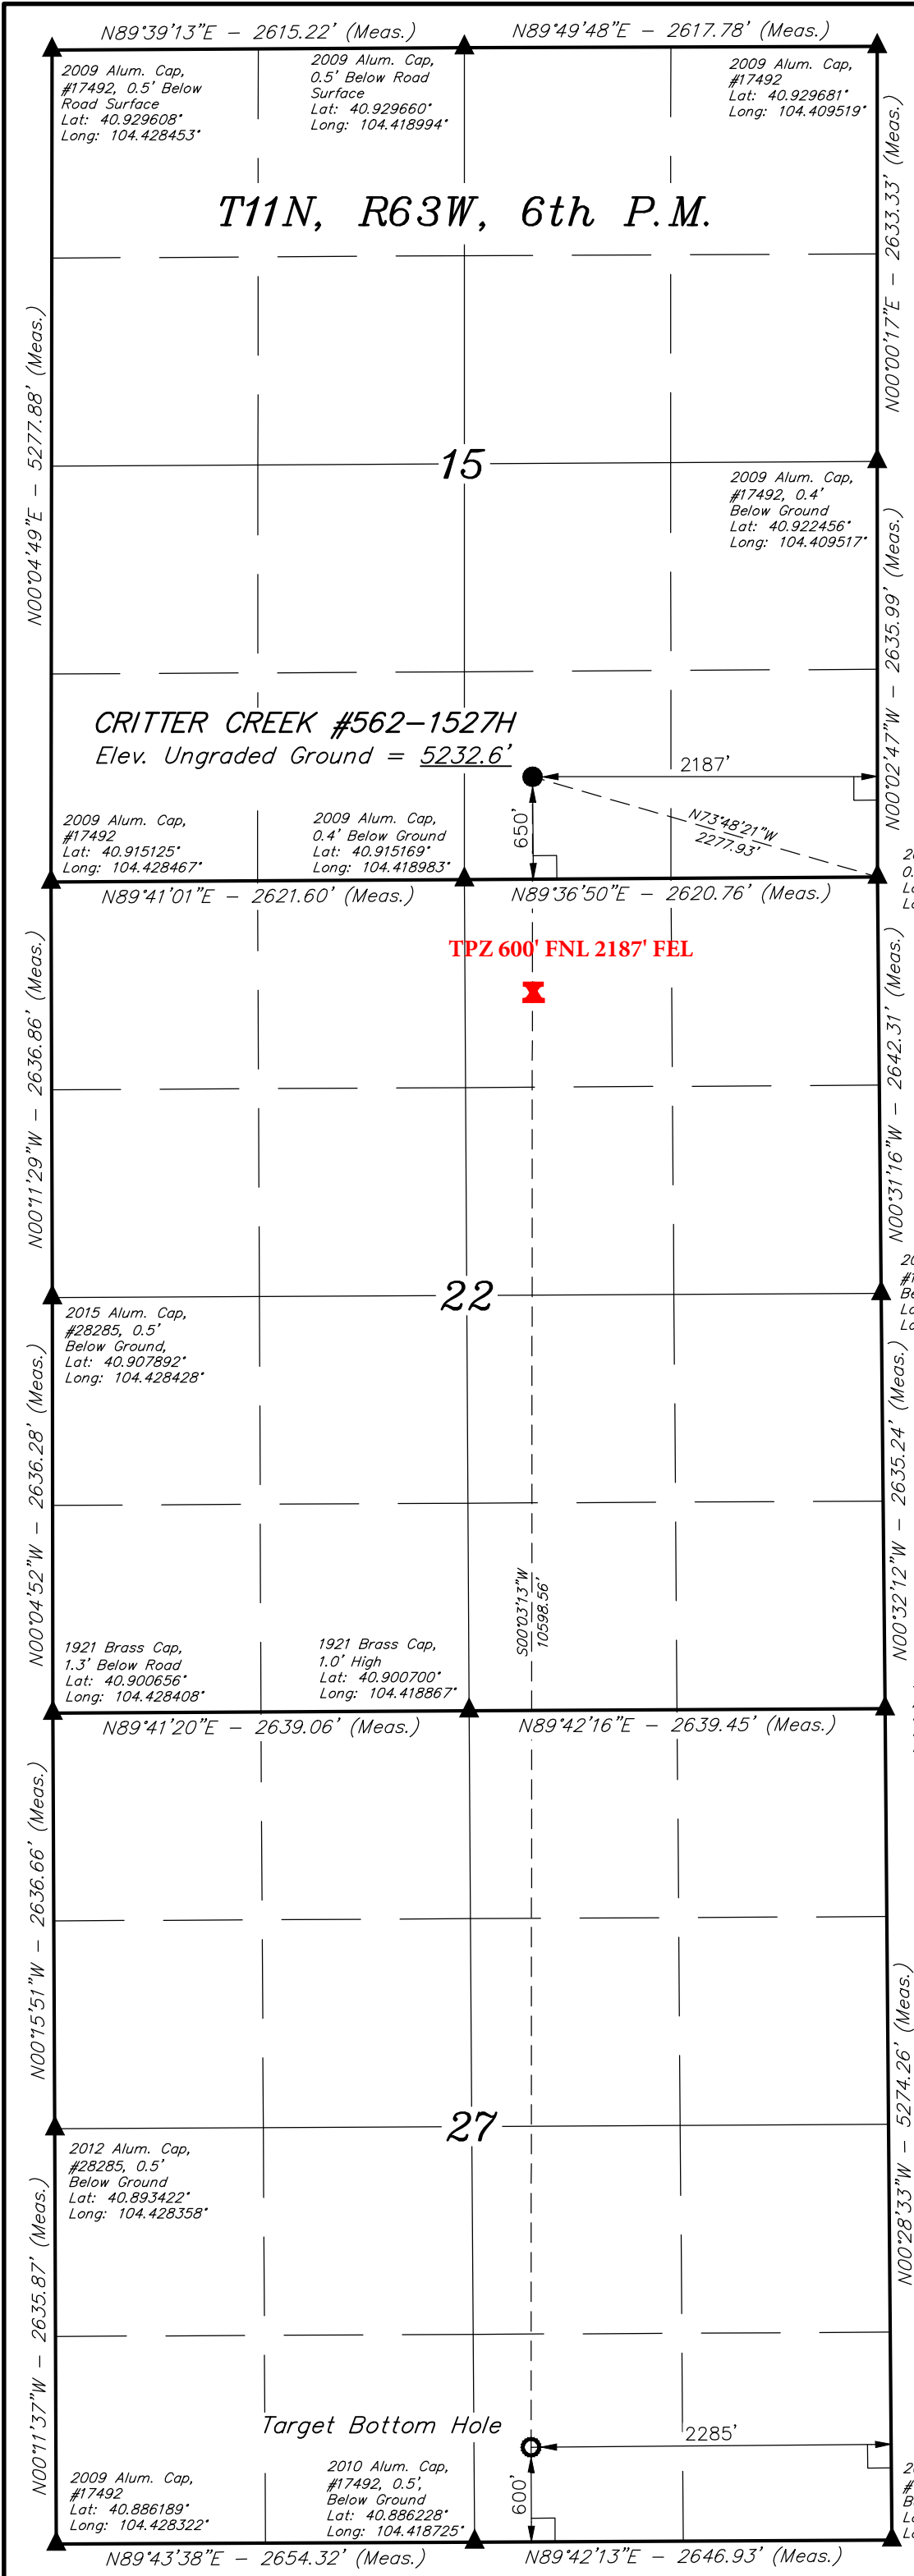 N89°39'13"E - 2615.22' (Meas.)
N89°49'48"E - 2617.78' (Meas.)
2009 Alum. Cap,
#17492, 0.5' Below
Road Surface
Lat: 40.929608°
Long: 104.428453°
2009 Alum. Cap,
0.5' Below Road
Surface
Lat: 40.929660°
Long: 104.418994°
2009 Alum. Cap,
#17492
Lat: 40.929681°
Long: 104.409519°
N00°00'17"E - 2633.33' (Meas.)
T11N, R63W, 6th P.M.
N00°04'49"E - 5277.88' (Meas.)
15
2009 Alum. Cap,
#17492, 0.4'
Below Ground
Lat: 40.922456°
Long: 104.409517°
N00°02'47"W - 2635.99' (Meas.)
CRITTER CREEK #562-1527H
Elev. Ungraded Ground = 5232.6'
2187'
650'
N73°48'21"W
2277.93'
2009 Alum. Cap,
#17492
Lat: 40.915125°
Long: 104.428467°
2009 Alum. Cap,
0.4' Below Ground
Lat: 40.915169°
Long: 104.418983°
N89°41'01"E - 2621.60' (Meas.)
N89°36'50"E - 2620.76' (Meas.)
TPZ 600' FNL 2187' FEL
N00°11'29"W - 2636.86' (Meas.)
N00°31'16"W - 2642.31' (Meas.)
22
2015 Alum. Cap,
#28285, 0.5'
Below Ground,
Lat: 40.907892°
Long: 104.428428°
N00°04'52"W - 2636.28' (Meas.)
N00°32'12"W - 2635.24' (Meas.)
S00°03'13"W
10598.56'
1921 Brass Cap,
1.3' Below Road
Lat: 40.900656°
Long: 104.428408°
1921 Brass Cap,
1.0' High
Lat: 40.900700°
Long: 104.418867°
N89°41'20"E - 2639.06' (Meas.)
N89°42'16"E - 2639.45' (Meas.)
N00°15'51"W - 2636.66' (Meas.)
N00°28'33"W - 5274.26' (Meas.)
27
2012 Alum. Cap,
#28285, 0.5'
Below Ground
Lat: 40.893422°
Long: 104.428358°
N00°11'37"W - 2635.87' (Meas.)
Target Bottom Hole
2285'
600'
2009 Alum. Cap,
#17492
Lat: 40.886189°
Long: 104.428322°
2010 Alum. Cap,
#17492, 0.5',
Below Ground
Lat: 40.886228°
Long: 104.418725°
N89°43'38"E - 2654.32' (Meas.)
N89°42'13"E - 2646.93' (Meas.)